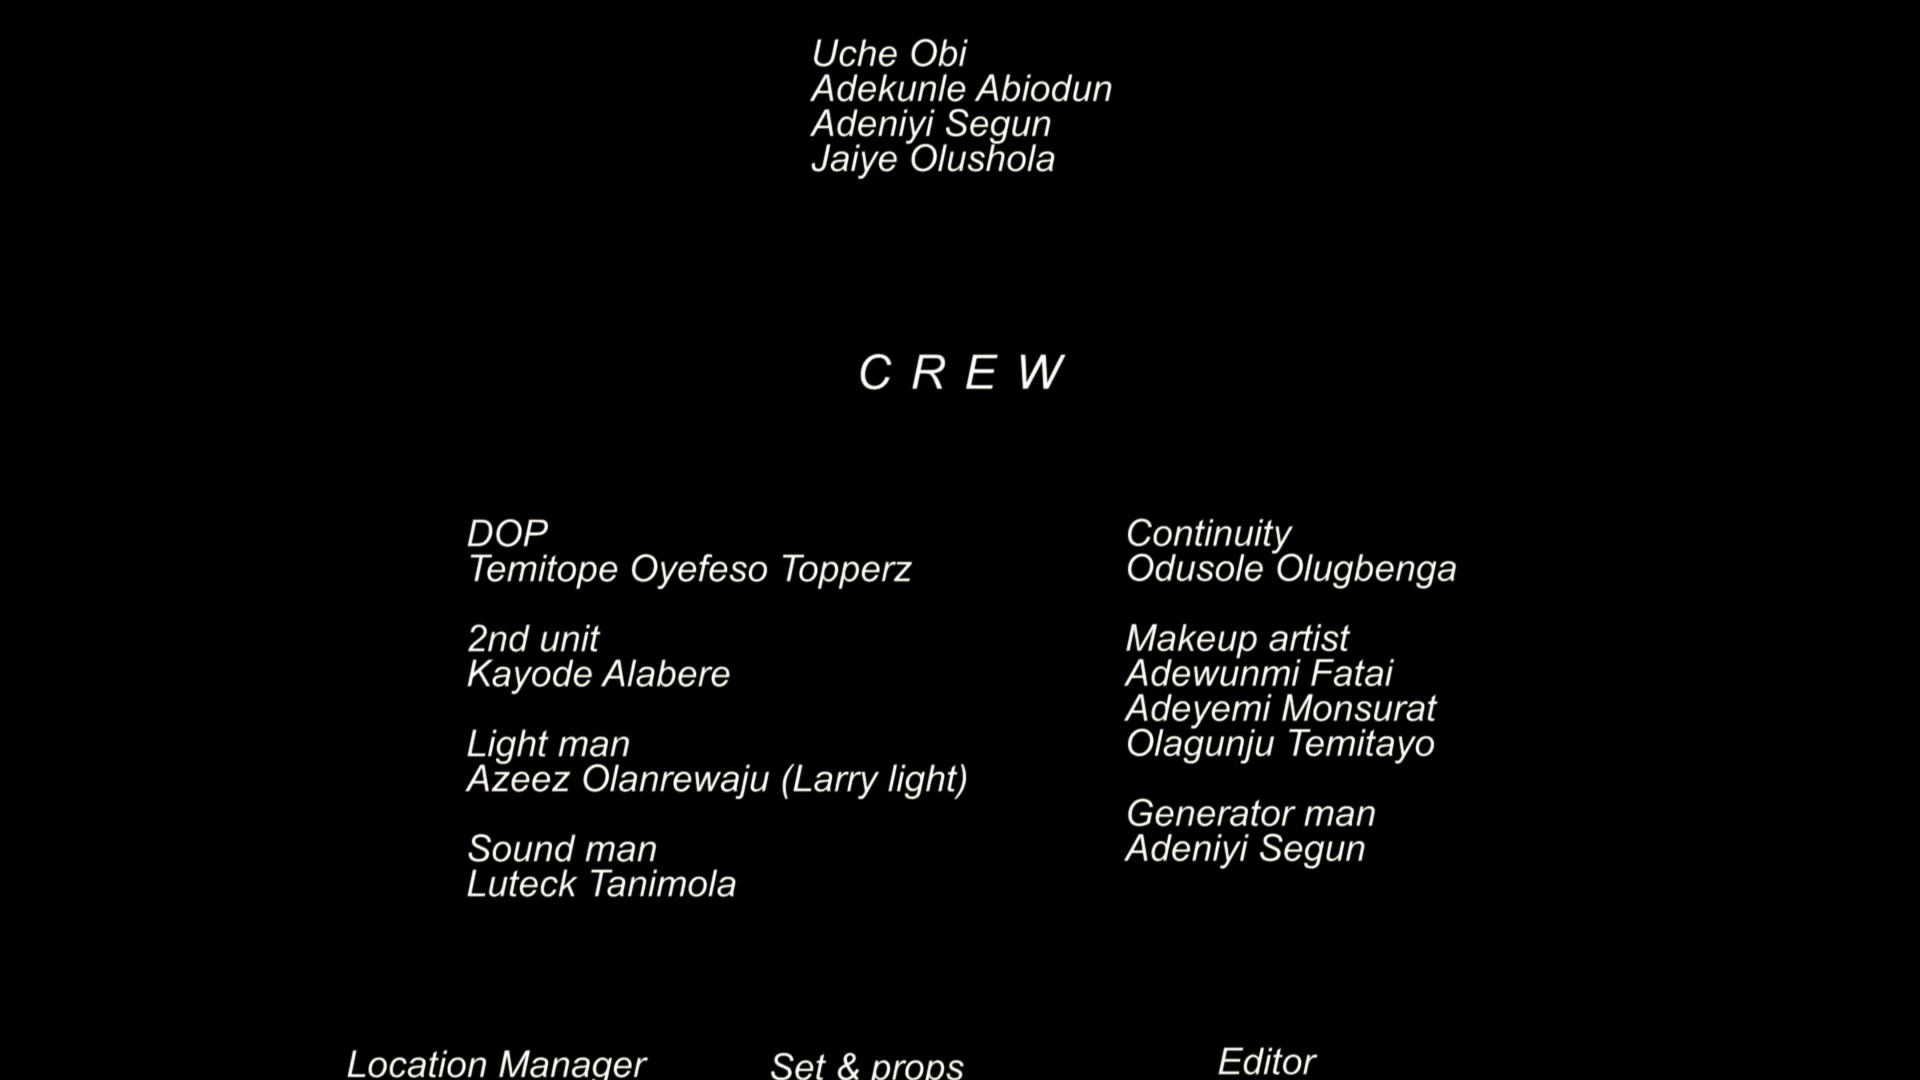 Uche Obi
Adekunle Abiodun
Adeniyi Segun
Jaiye Olushola
C R E W
DOP
Temitope Oyefeso Topperz
2nd unit
Kayode Alabere
Light man
Azeez Olanrewaju (Larry light)
Sound man
Luteck Tanimola
Continuity
Odusole Olugbenga
Makeup artist
Adewunmi Fatai
Adeyemi Monsurat
Olagunju Temitayo
Generator man
Adeniyi Segun
Location Manager
Set & props
Editor